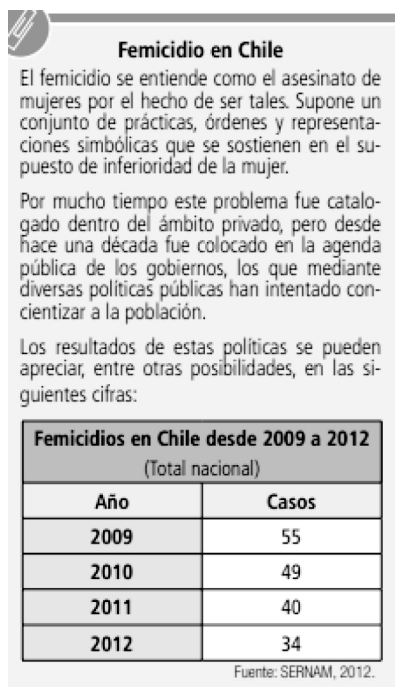 Femicidio en Chile
El femicidio se entiende como el asesinato de
mujeres por el hecho de ser tales. Supone un
conjunto de prácticas, órdenes y representa-
ciones simbólicas que se sostienen en el su-
puesto de inferioridad de la mujer.
Por mucho tiempo este problema fue catalo-
gado dentro del ámbito privado, pero desde
hace una década fue colocado en la agenda
pública de los gobiernos, los que mediante
diversas políticas públicas han intentado con-
cientizar a la población.
Los resultados de estas políticas se pueden
apreciar, entre otras posibilidades, en las si-
guientes cifras:
Femicidios en Chile desde 2009 a 2012
(Total nacional)
Año Casos
2009 55
2010 49
2011 40
2012 34
Fuente: SERNAM, 2012.